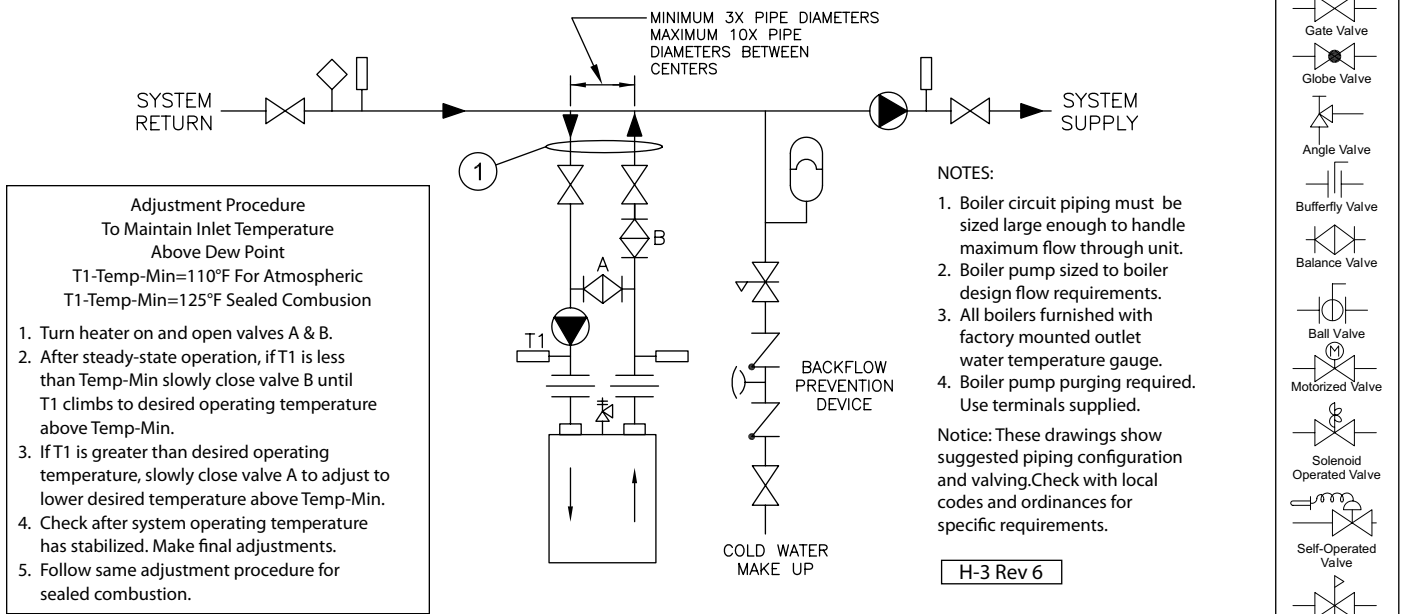 MINIMUM 3X PIPE DIAMETERS
MAXIMUM 10X PIPE
DIAMETERS BETWEEN
CENTERS
SYSTEM
RETURN
SYSTEM
SUPPLY
1
B
A
T1
BACKFLOW
PREVENTION
DEVICE
COLD WATER
MAKE UP
Adjustment Procedure
To Maintain Inlet Temperature
Above Dew Point
T1-Temp-Min=110°F For Atmospheric
T1-Temp-Min=125°F Sealed Combusion
1. Turn heater on and open valves A & B.
2. After steady-state operation, if T1 is less
than Temp-Min slowly close valve B until
T1 climbs to desired operating temperature
above Temp-Min.
3. If T1 is greater than desired operating
temperature, slowly close valve A to adjust to
lower desired temperature above Temp-Min.
4. Check after system operating temperature
has stabilized. Make final adjustments.
5. Follow same adjustment procedure for
sealed combustion.
NOTES:
1. Boiler circuit piping must be
sized large enough to handle
maximum flow through unit.
2. Boiler pump sized to boiler
design flow requirements.
3. All boilers furnished with
factory mounted outlet
water temperature gauge.
4. Boiler pump purging required.
Use terminals supplied.
Notice: These drawings show
suggested piping configuration
and valving.Check with local
codes and ordinances for
specific requirements.
H-3 Rev 6
Gate Valve
Globe Valve
Angle Valve
Bufferfly Valve
Balance Valve
Ball Valve
M
Motorized Valve
Solenoid
Operated Valve
Self-Operated
Valve